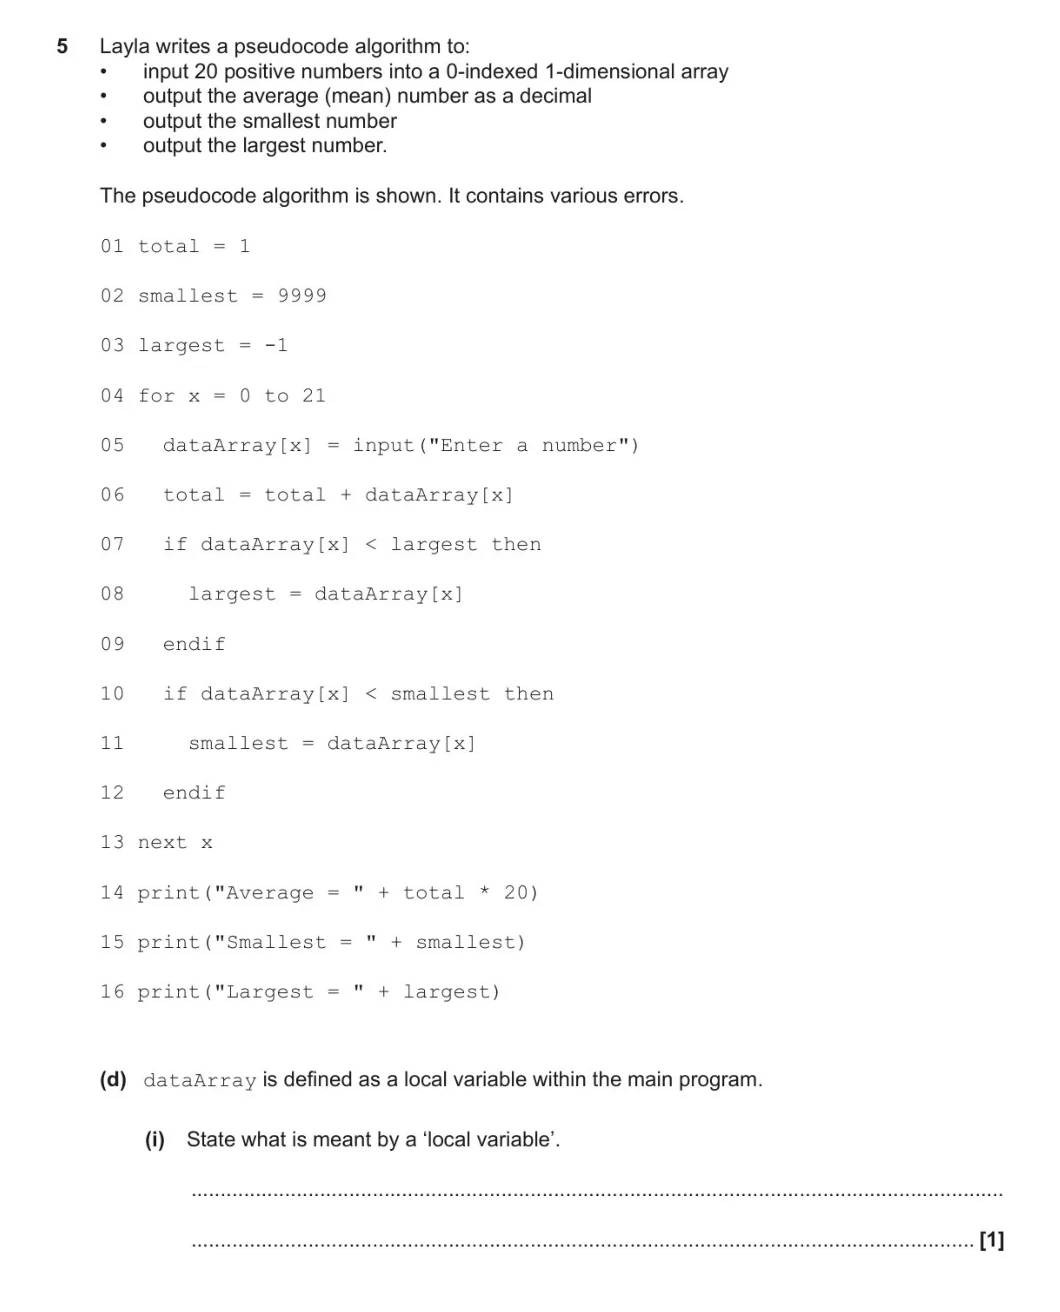 5 Layla writes a pseudocode algorithm to:
• input 20 positive numbers into a 0-indexed 1-dimensional array
• output the average (mean) number as a decimal
• output the smallest number
• output the largest number.
The pseudocode algorithm is shown. It contains various errors.
01 total = 1
02 smallest = 9999
03 largest = -1
04 for x = 0 to 21
05   dataArray[x] = input("Enter a number")
06   total = total + dataArray[x]
07   if dataArray[x] < largest then
08     largest = dataArray[x]
09   endif
10   if dataArray[x] < smallest then
11     smallest = dataArray[x]
12   endif
13 next x
14 print("Average = " + total * 20)
15 print("Smallest = " + smallest)
16 print("Largest = " + largest)
(d) dataArray is defined as a local variable within the main program.
(i) State what is meant by a ‘local variable’.
[1]